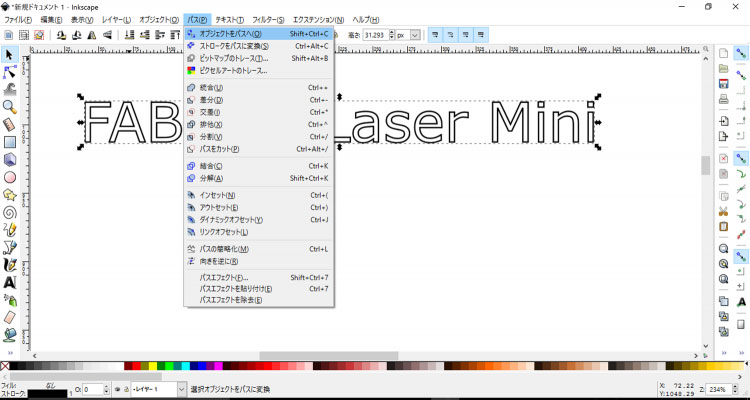 *新規ドキュメント 1 - Inkscape
ファイル(F) 編集(E) 表示(V) レイヤー(L) オブジェクト(O) パス(P) テキスト(T) フィルター(S) エクステンション(N) ヘルプ(H)
高さ: 31.293 px
オブジェクトをパスへ(O) Shift+Ctrl+C
ストロークをパスに変換(S) Ctrl+Alt+C
ビットマップのトレース(T)... Shift+Alt+B
ピクセルアートのトレース...
統合(U) Ctrl++
差分(D) Ctrl+-
交差(I) Ctrl+*
排他(X) Ctrl+^
分割(V) Ctrl+/
パスをカット(P) Ctrl+Alt+/
結合(C) Ctrl+K
分解(A) Shift+Ctrl+K
インセット(N) Ctrl+(
アウトセット(E) Ctrl+)
ダイナミックオフセット(Y) Ctrl+J
リンクオフセット(L)
パスの簡略化(M) Ctrl+L
向きを逆に(R)
パスエフェクト(F)... Shift+Ctrl+7
パスエフェクトを貼り付け(E) Ctrl+7
パスエフェクトを除去(E)
FAB Laser Mini
フィル: なし
ストローク: 1 O: 0 -レイヤー 1 選択オブジェクトをパスに変換
X: 72.22
Y:1048.29
Z: 234%